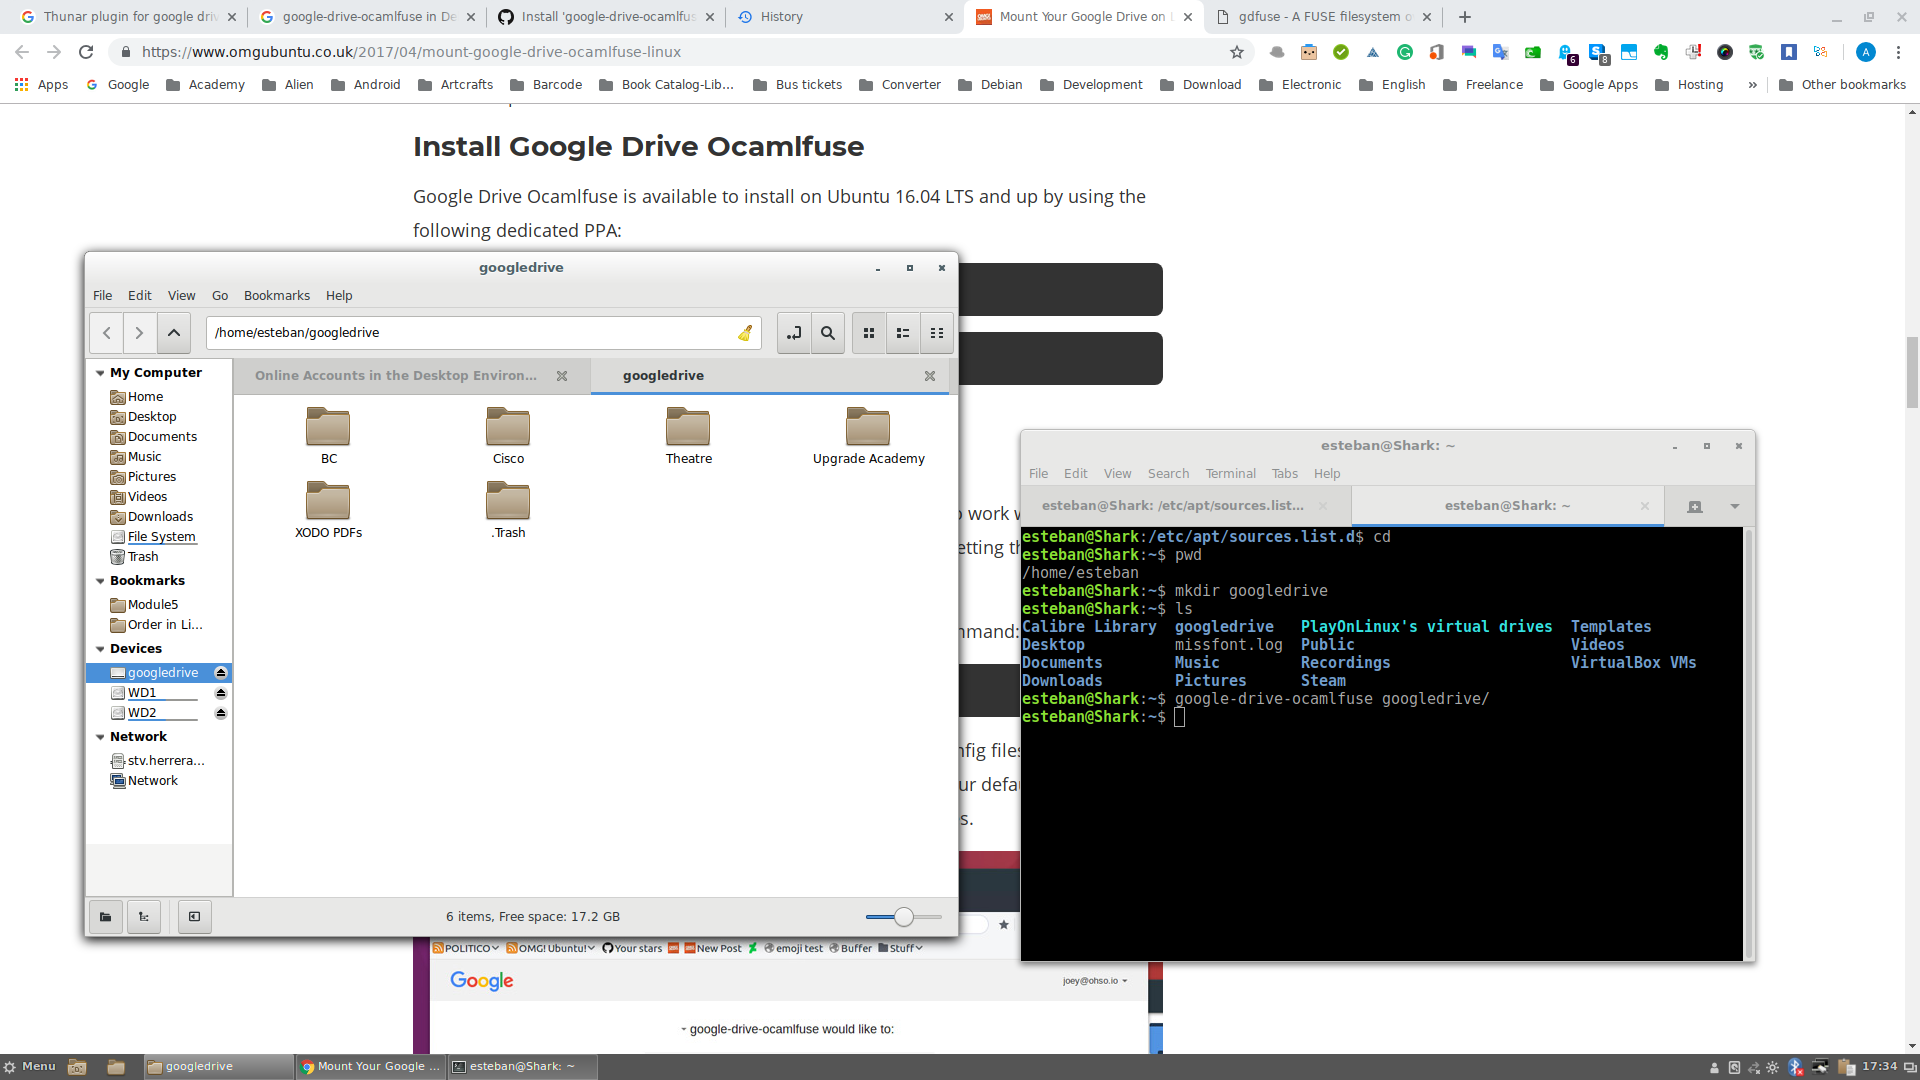 Thunar plugin for google driv
google-drive-ocamlfuse in De
Install 'google-drive-ocamlfus
History
Mount Your Google Drive on L
gdfuse - A FUSE filesystem o
https://www.omgubuntu.co.uk/2017/04/mount-google-drive-ocamlfuse-linux
6
8
A
Apps
Google
Academy
Alien
Android
Artcrafts
Barcode
Book Catalog-Lib...
Bus tickets
Converter
Debian
Development
Download
Electronic
English
Freelance
Google Apps
Hosting
»
Other bookmarks
Install Google Drive Ocamlfuse
Google Drive Ocamlfuse is available to install on Ubuntu 16.04 LTS and up by using the
following dedicated PPA:
googledrive
File Edit View Go Bookmarks Help
/home/esteban/googledrive
My Computer
Home
Desktop
Documents
Music
Pictures
Videos
Downloads
File System
Trash
Bookmarks
Module5
Order in Li...
Devices
googledrive
WD1
WD2
Network
stv.herrera...
Network
Online Accounts in the Desktop Environ...
googledrive
BC
Cisco
Theatre
Upgrade Academy
XODO PDFs
.Trash
6 items, Free space: 17.2 GB
work w
etting th
mmand:
nfig files
ur defau
s.
esteban@Shark: ~
File Edit View Search Terminal Tabs Help
esteban@Shark: /etc/apt/sources.list...
esteban@Shark: ~
esteban@Shark:/etc/apt/sources.list.d$ cd
esteban@Shark:~$ pwd
/home/esteban
esteban@Shark:~$ mkdir googledrive
esteban@Shark:~$ ls
Calibre Library googledrive PlayOnLinux's virtual drives Templates
Desktop missfont.log Public Videos
Documents Music Recordings VirtualBox VMs
Downloads Pictures Steam
esteban@Shark:~$ google-drive-ocamlfuse googledrive/
esteban@Shark:~$
POLITICO
OMG! Ubuntu!
Your stars
New Post
emoji test
Buffer
Stuff
Google
joey@ohso.io
google-drive-ocamlfuse would like to:
Menu
googledrive
Mount Your Google ...
esteban@Shark: ~
17:34